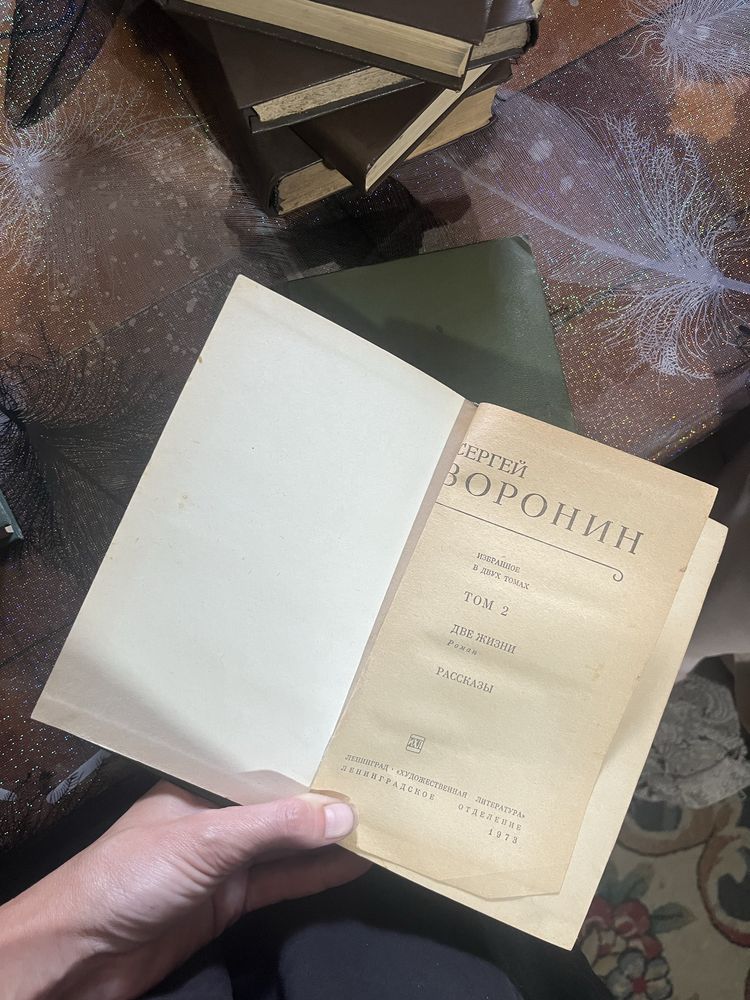 СЕРГЕЙ
ВОРОНИН
ИЗБРАННОЕ
В ДВУХ ТОМАХ
ТОМ 2
ДВЕ ЖИЗНИ
Роман
РАССКАЗЫ
ЛЕНИНГРАД · «ХУДОЖЕСТВЕННАЯ ЛИТЕРАТУРА»
ЛЕНИНГРАДСКОЕ ОТДЕЛЕНИЕ
1973